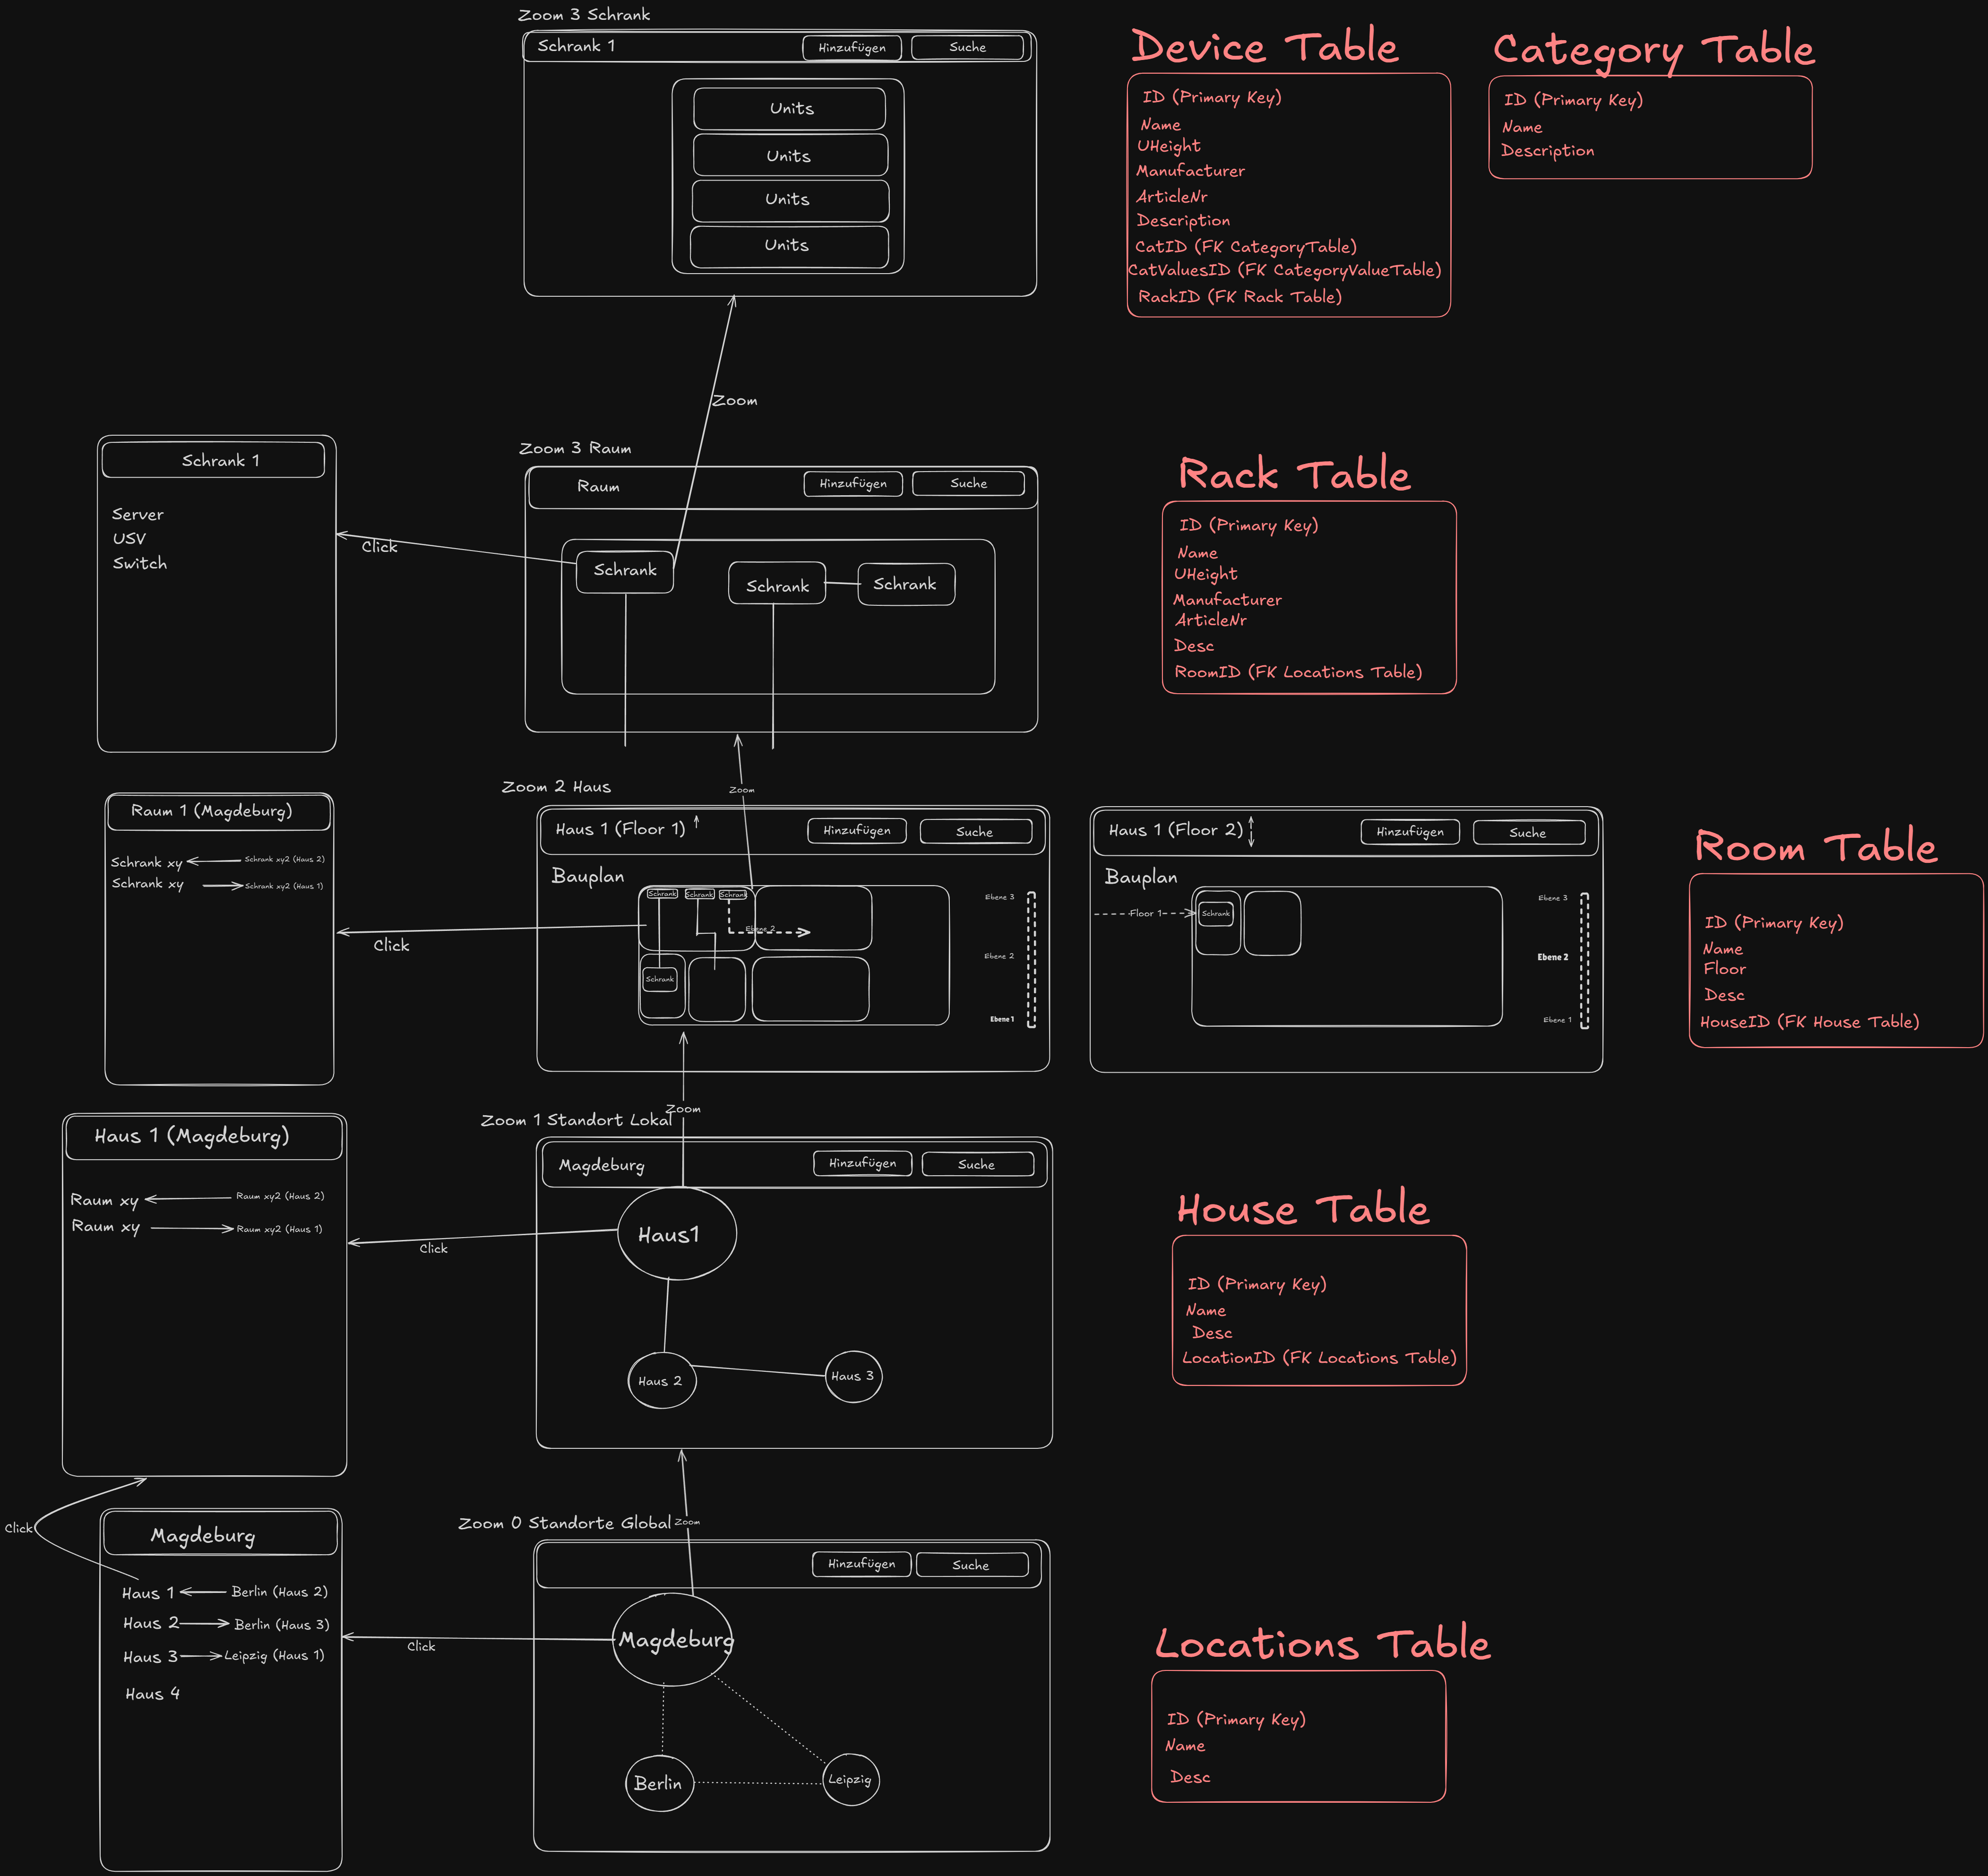 Zoom 3 Schrank
Schrank 1
Hinzufügen
Suche
Units
Units
Units
Units
Device Table
ID (Primary Key)
Name
UHeight
Manufacturer
ArticleNr
Description
CatID (FK CategoryTable)
CatValuesID (FK CategoryValueTable)
RackID (FK Rack Table)
Category Table
ID (Primary Key)
Name
Description
Zoom
Schrank 1
Server
USV
Switch
Click
Zoom 3 Raum
Raum
Hinzufügen
Suche
Schrank
Schrank
Schrank
Rack Table
ID (Primary Key)
Name
UHeight
Manufacturer
ArticleNr
Desc
RoomID (FK Locations Table)
Zoom
Raum 1 (Magdeburg)
Schrank xy
Schrank xy2 (Haus 2)
Schrank xy
Schrank xy2 (Haus 1)
Click
Zoom 2 Haus
Haus 1 (Floor 1)
Hinzufügen
Suche
Bauplan
Schrank
Schrank
Schrank
Ebene 2
Schrank
Ebene 3
Ebene 2
Ebene 1
Haus 1 (Floor 2)
Hinzufügen
Suche
Bauplan
Floor 1
Schrank
Ebene 3
Ebene 2
Ebene 1
Room Table
ID (Primary Key)
Name
Floor
Desc
HouseID (FK House Table)
Zoom
Haus 1 (Magdeburg)
Raum xy
Raum xy2 (Haus 2)
Raum xy
Raum xy2 (Haus 1)
Click
Zoom 1 Standort Lokal
Magdeburg
Hinzufügen
Suche
Haus1
Haus 2
Haus 3
House Table
ID (Primary Key)
Name
Desc
LocationID (FK Locations Table)
Click
Magdeburg
Haus 1
Berlin (Haus 2)
Haus 2
Berlin (Haus 3)
Haus 3
Leipzig (Haus 1)
Haus 4
Click
Zoom 0 Standorte Global
Zoom
Hinzufügen
Suche
Magdeburg
Berlin
Leipzig
Locations Table
ID (Primary Key)
Name
Desc